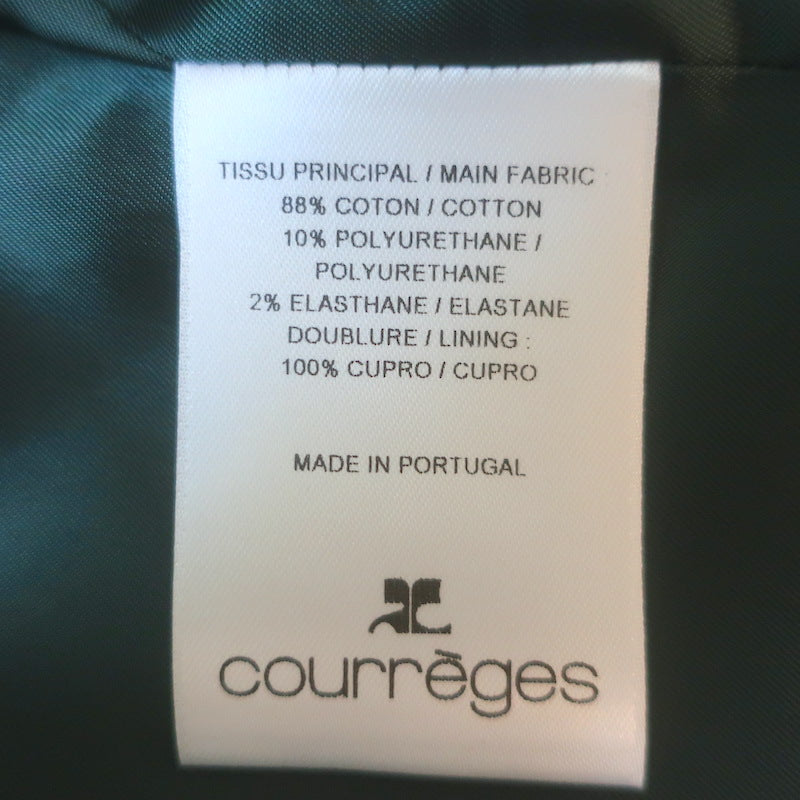 TISSU PRINCIPAL / MAIN FABRIC :
88% COTON / COTTON
10% POLYURETHANE /
POLYURETHANE
2% ELASTHANE / ELASTANE
DOUBLURE / LINING :
100% CUPRO / CUPRO
MADE IN PORTUGAL
courrèges